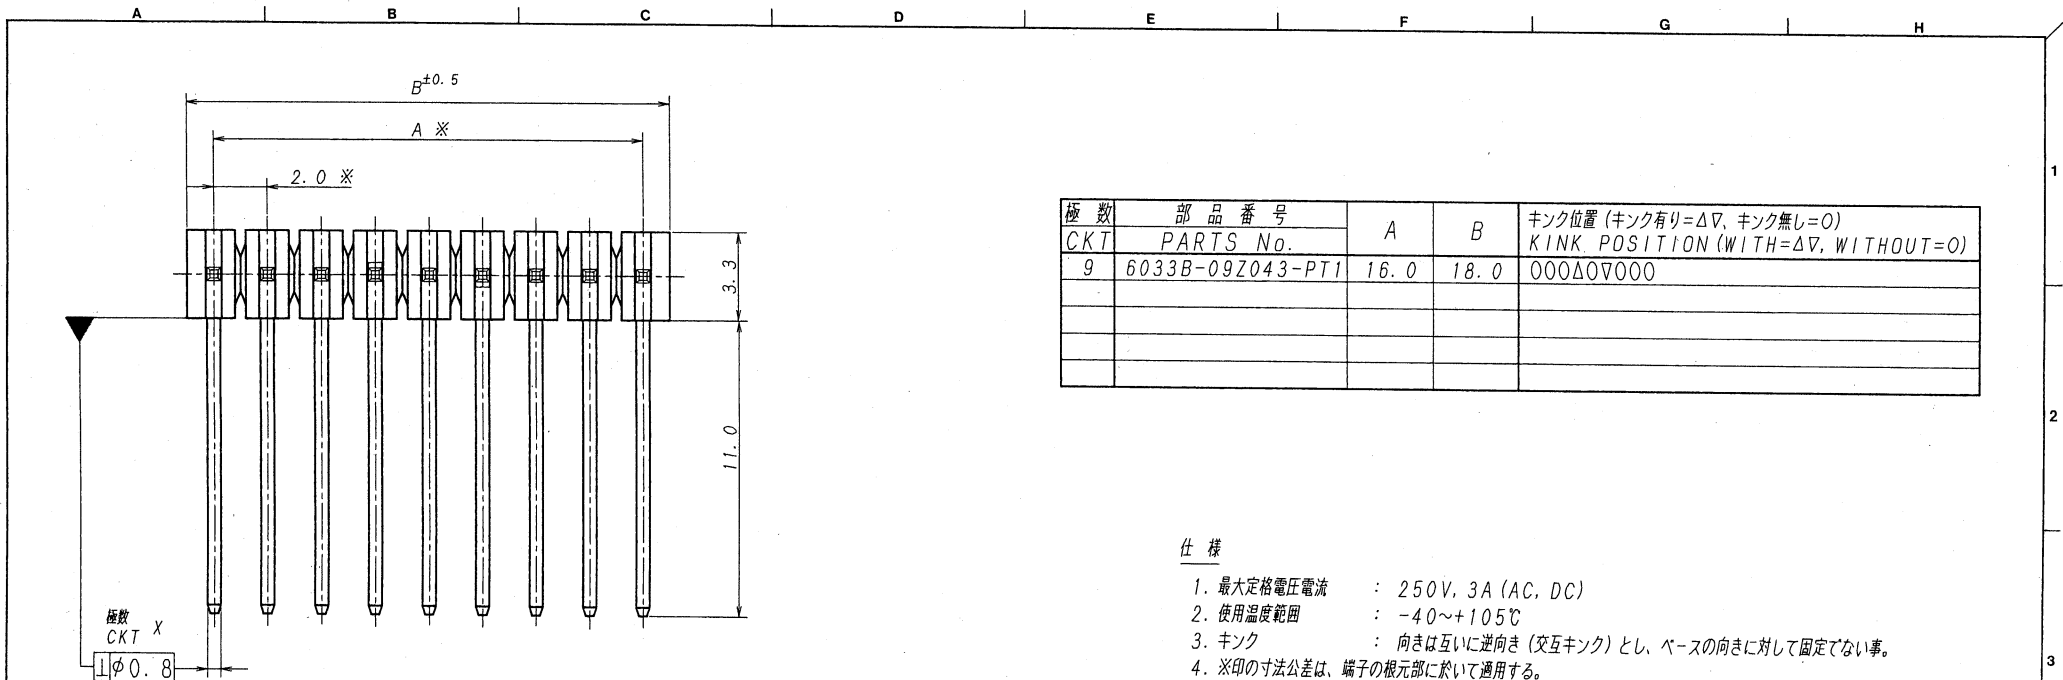 A B C D E F G H
B±0.5
A ※
2.0 ※
3.3
11.0
極数
CKT X
⊥ φ0.8
1
2
3
極 数 部 品 番 号 A B キンク位置 (キンク有り=△▽, キンク無し=○)
CKT PARTS No. KINK POSITION (WITH=△▽, WITHOUT=○)
9 6033B-09Z043-PT1 16.0 18.0 ○○○△○▽○○○
仕 様
1. 最大定格電圧電流 : 250V, 3A (AC, DC)
2. 使用温度範囲 : -40~+105℃
3. キンク : 向きは互いに逆向き (交互キンク) とし、ベースの向きに対して固定でない事。
4. ※印の寸法公差は、端子の根元部に於いて適用する。